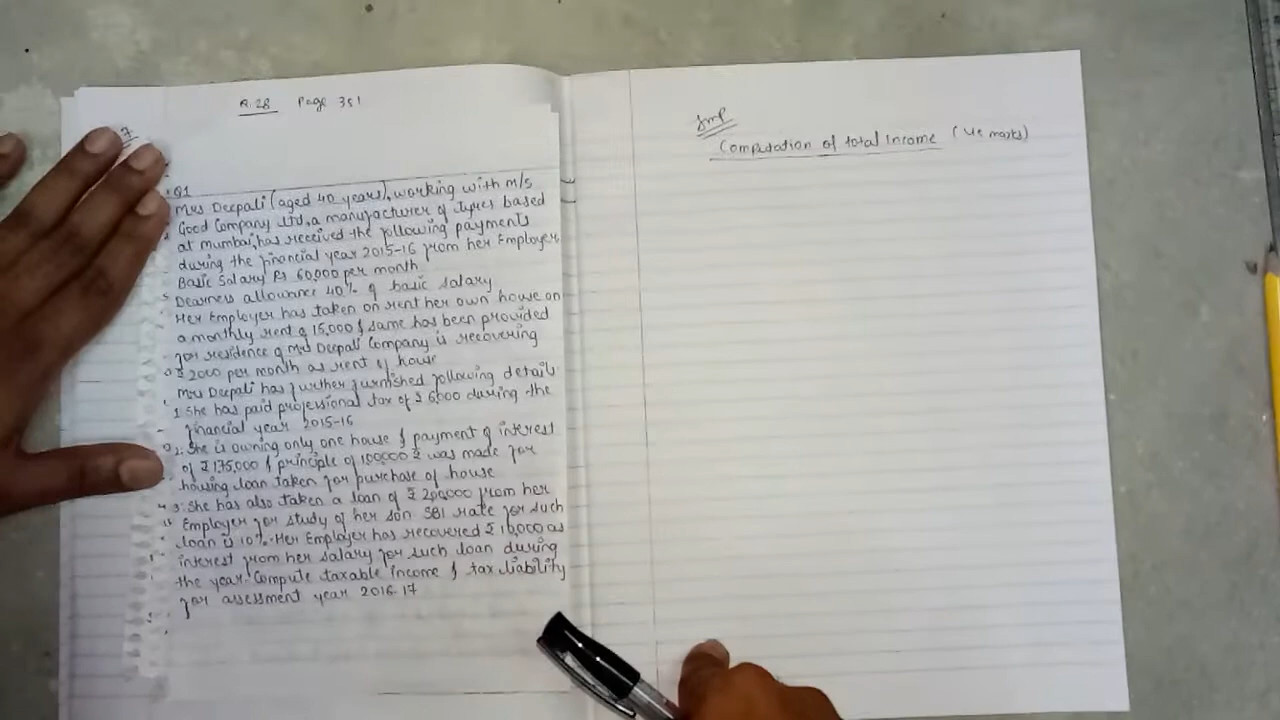 R.28 Page 351
7
Q1
Mrs Deepali (aged 40 years), working with m/s
Good Company Ltd, a manufacturer of tyres based
at mumbai, has received the following payments
during the financial year 2015-16 from her Employer
Basic Salary Rs 60,000 per month
Dearness allowance 40% of basic salary
Her Employer has taken on rent her own house on
a monthly rent of 15,000 & same has been provided
for residence of Mrs Deepali Company is recovering
₹ 2000 per month as rent of house
Mrs Deepali has further furnished following details
1 She has paid professional tax of ₹ 6000 during the
financial year 2015-16
2. She is owning only one house & payment of interest
of ₹ 175,000 & principle of 100,000 ₹ was made for
housing loan taken for purchase of house
3. She has also taken a loan of ₹ 200,000 from her
Employer for study of her son SBI rate for such
loan is 10%. Her Employer has recovered ₹ 10,000 as
interest from her salary for such loan during
the year. Compute taxable income & tax liability
for assessment year 2016-17
Imp
Computation of total Income ( marks)